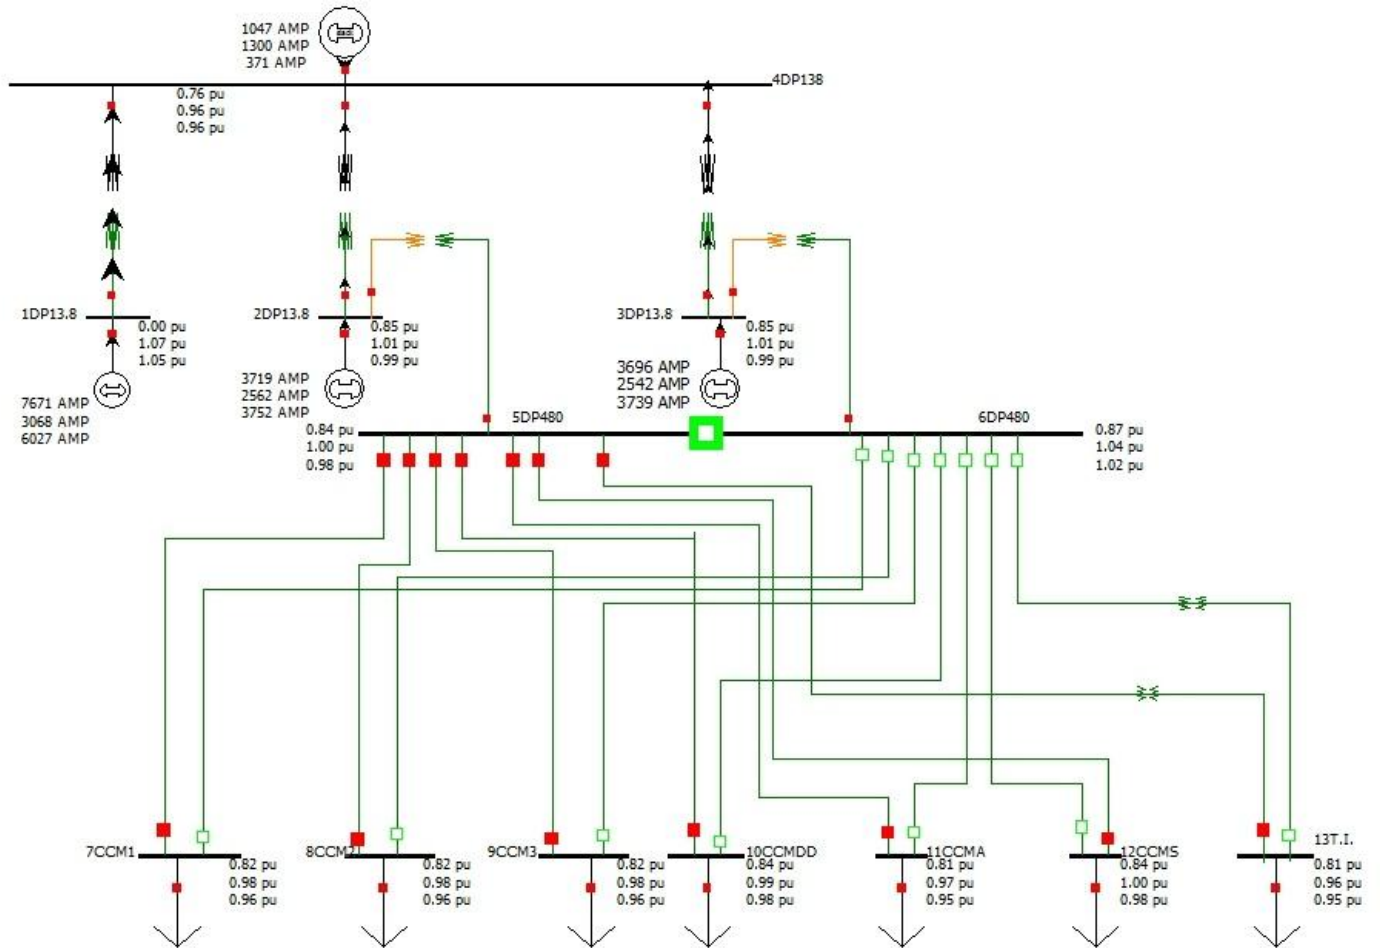 1047 AMP
1300 AMP
371 AMP
4DP138
0.76 pu
0.96 pu
0.96 pu
1DP13.8
0.00 pu
1.07 pu
1.05 pu
7671 AMP
3068 AMP
6027 AMP
2DP13.8
0.85 pu
1.01 pu
0.99 pu
3719 AMP
2562 AMP
3752 AMP
3DP13.8
0.85 pu
1.01 pu
0.99 pu
3696 AMP
2542 AMP
3739 AMP
5DP480
0.84 pu
1.00 pu
0.98 pu
6DP480
0.87 pu
1.04 pu
1.02 pu
7CCM1
0.82 pu
0.98 pu
0.96 pu
8CCM2
0.82 pu
0.98 pu
0.96 pu
9CCM3
0.82 pu
0.98 pu
0.96 pu
10CCMDD
0.84 pu
0.99 pu
0.98 pu
11CCMA
0.81 pu
0.97 pu
0.95 pu
12CCMS
0.84 pu
1.00 pu
0.98 pu
13T.I.
0.81 pu
0.96 pu
0.95 pu